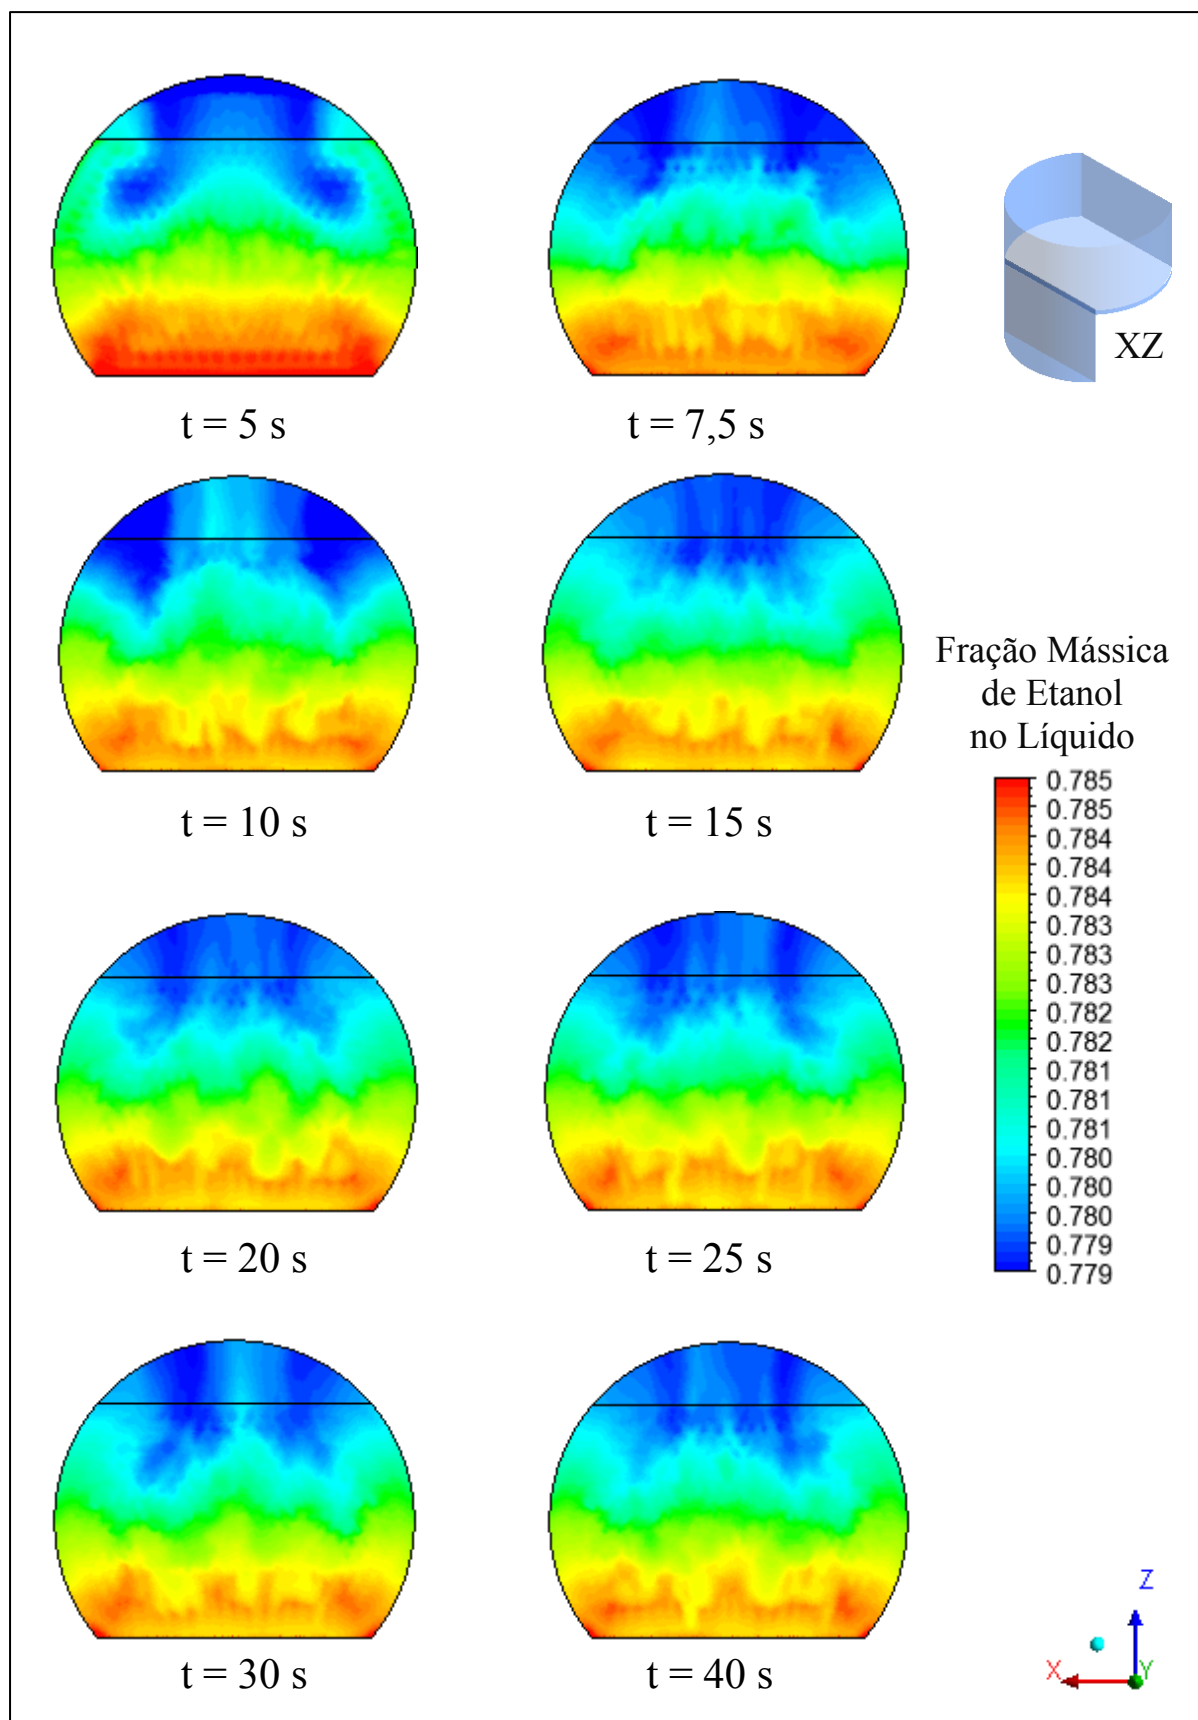 XZ
t = 5 s
t = 7,5 s
t = 10 s
t = 15 s
Fração Mássica
de Etanol
no Líquido
0.785
0.785
0.784
0.784
0.784
0.783
0.783
0.783
0.782
0.782
0.781
0.781
0.781
0.780
0.780
0.780
0.779
0.779
t = 20 s
t = 25 s
t = 30 s
t = 40 s
Z
X
Y